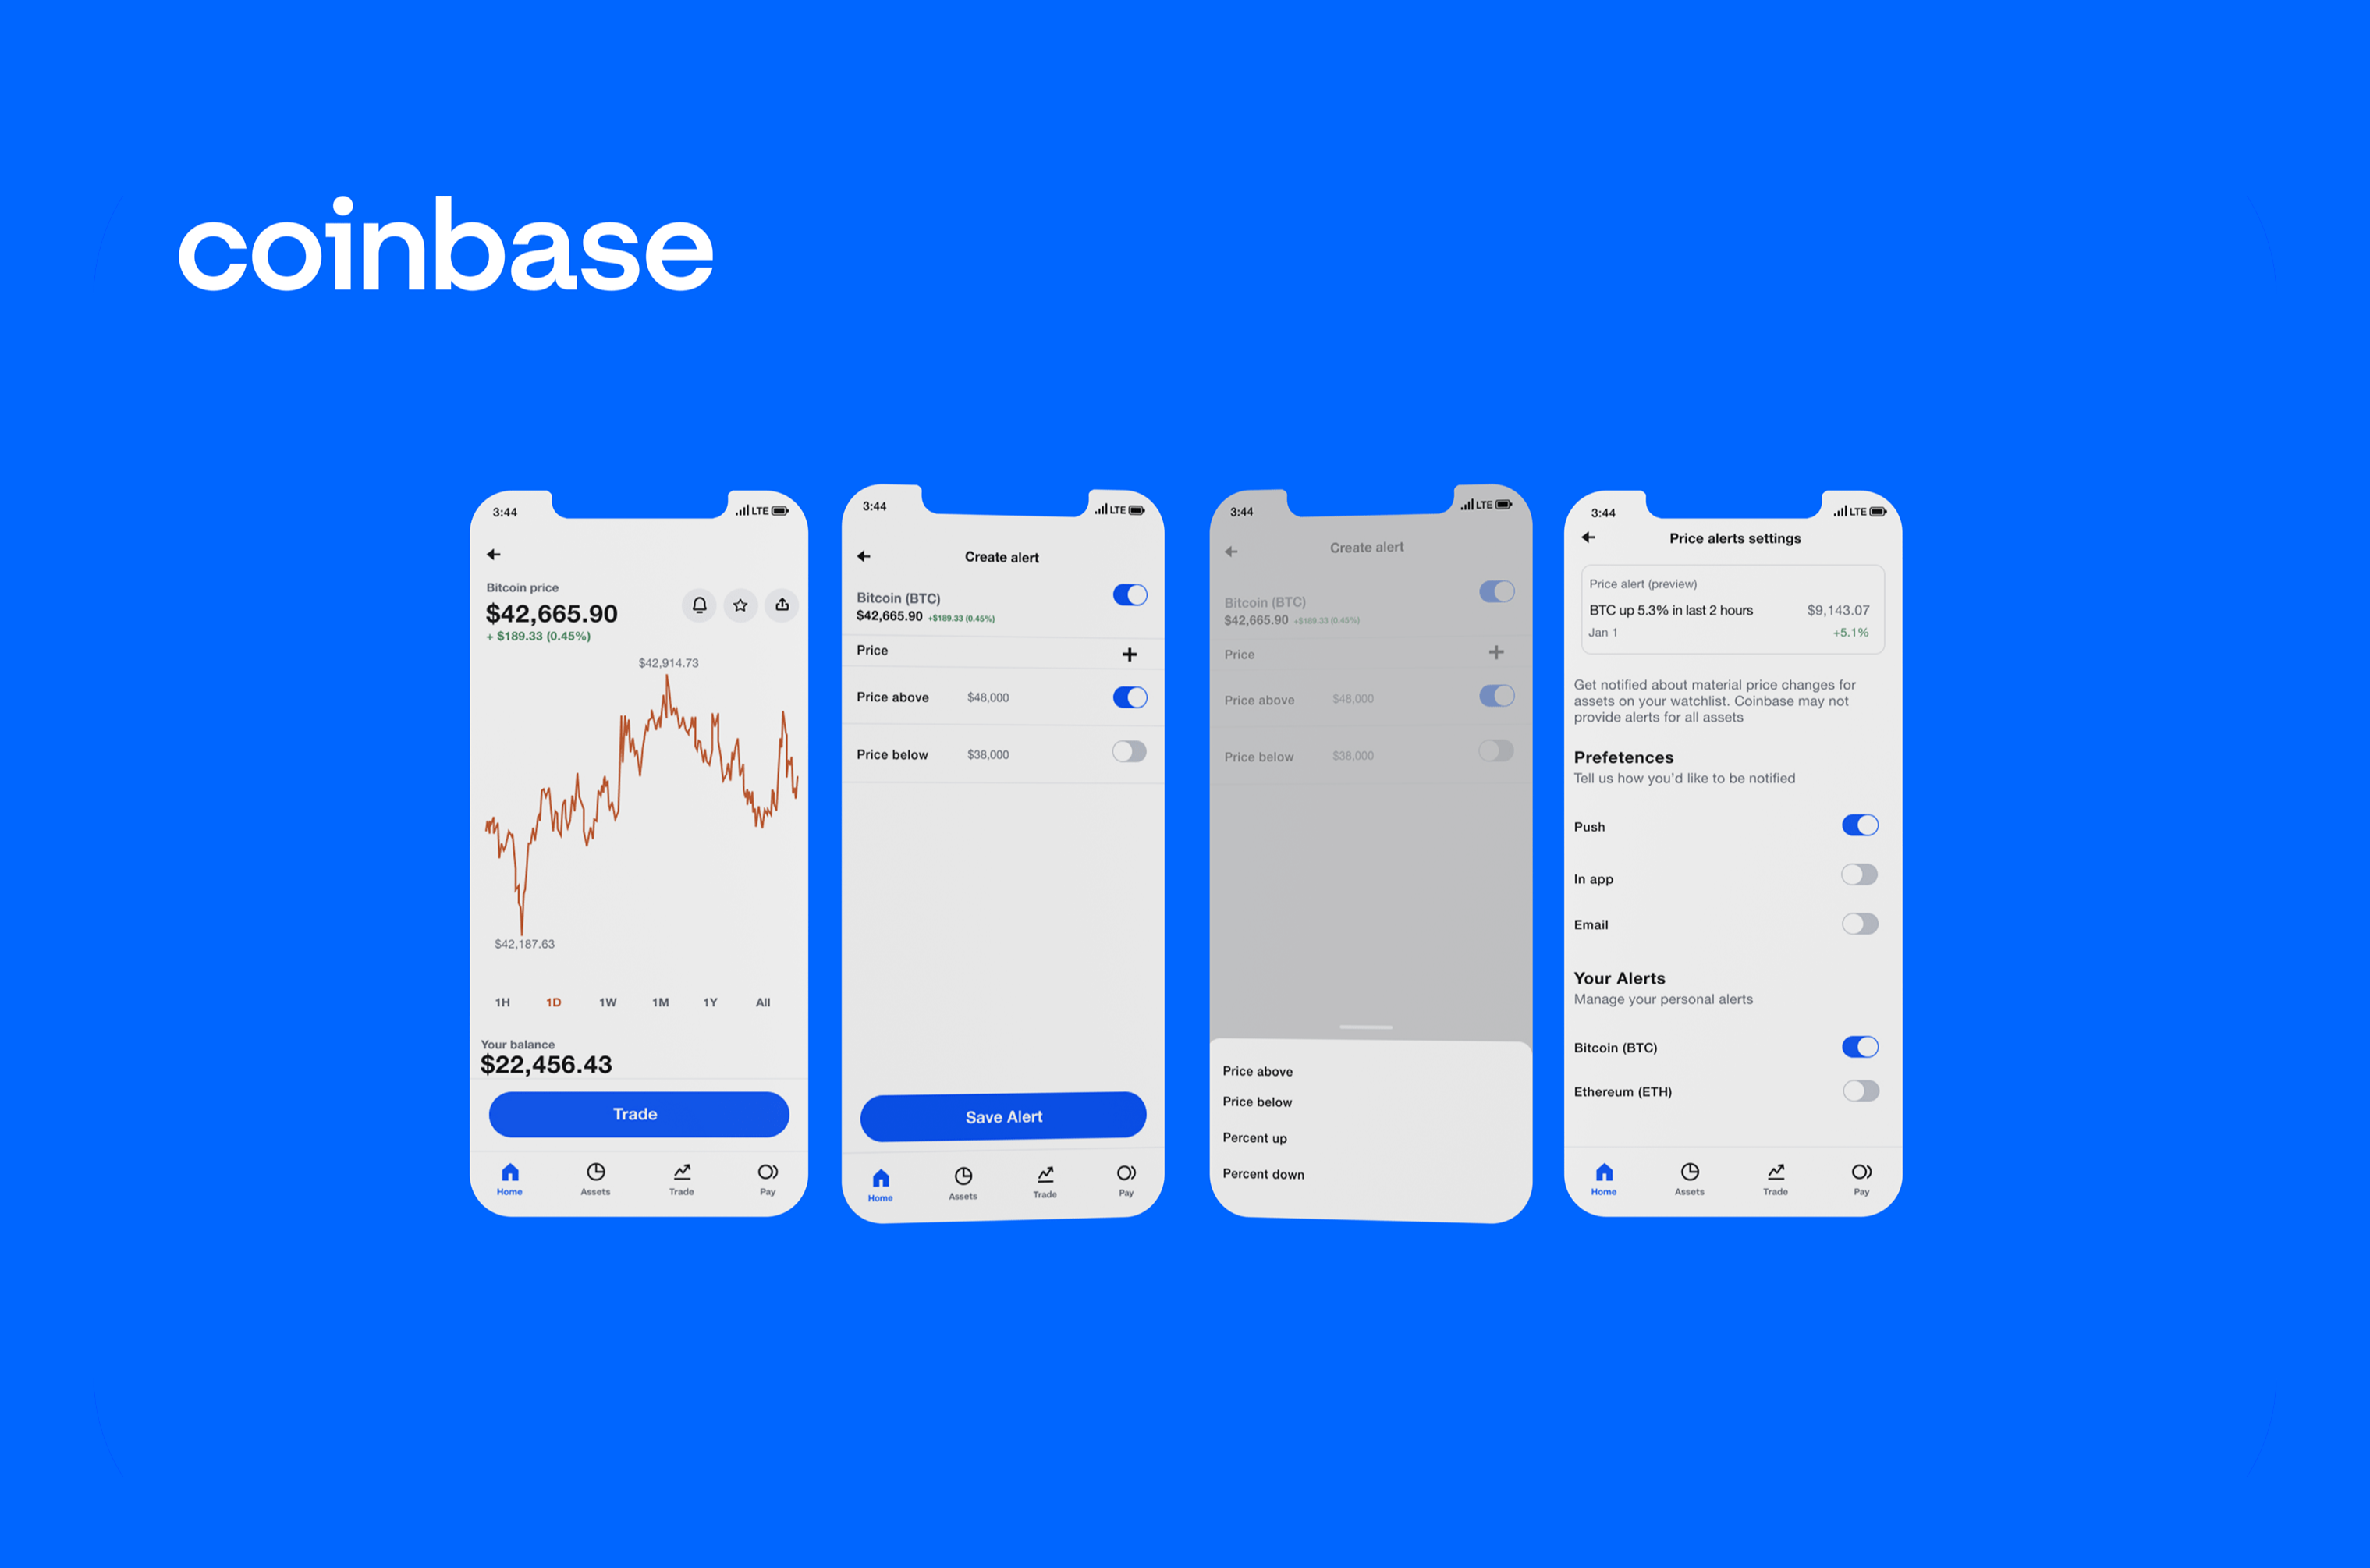 coinbase
3:44
LTE
Bitcoin price
$42,665.90
+ $189.33 (0.45%)
$42,914.73
$42,187.63
1H 1D 1W 1M 1Y All
Your balance
$22,456.43
Trade
Home Assets Trade Pay
3:44
LTE
Create alert
Bitcoin (BTC)
$42,665.90 +$189.33 (0.45%)
Price
Price above $48,000
Price below $38,000
Save Alert
Home Assets Trade Pay
3:44
LTE
Create alert
Bitcoin (BTC)
$42,665.90 +$189.33 (0.45%)
Price
Price above $48,000
Price below $38,000
Price above
Price below
Percent up
Percent down
3:44
LTE
Price alerts settings
Price alert (preview)
BTC up 5.3% in last 2 hours $9,143.07
Jan 1 +5.1%
Get notified about material price changes for
assets on your watchlist. Coinbase may not
provide alerts for all assets
Prefetences
Tell us how you'd like to be notified
Push
In app
Email
Your Alerts
Manage your personal alerts
Bitcoin (BTC)
Ethereum (ETH)
Home Assets Trade Pay